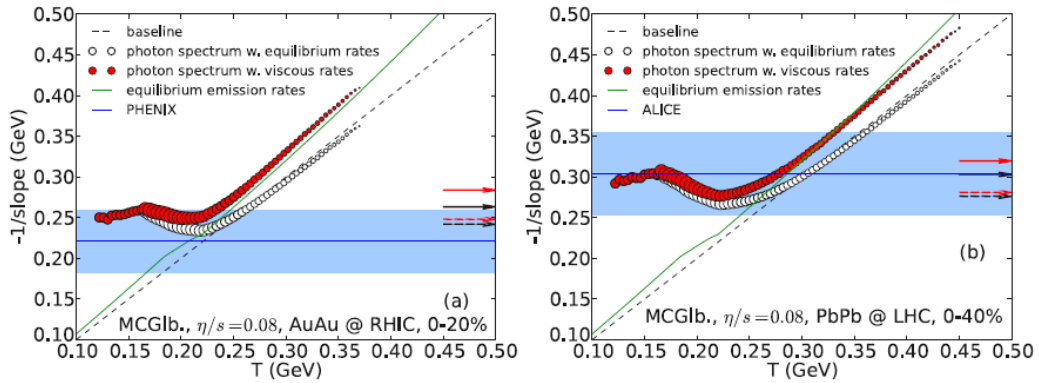 0.50
0.45
0.40
0.35
0.30
0.25
0.20
0.15
0.10
-1/slope (GeV)
baseline
photon spectrum w. equilibrium rates
photon spectrum w. viscous rates
equilibrium emission rates
PHENIX
(a)
MCGlb., η/s=0.08, AuAu @ RHIC, 0-20%
0.10 0.15 0.20 0.25 0.30 0.35 0.40 0.45 0.50
T (GeV)
0.50
0.45
0.40
0.35
0.30
0.25
0.20
0.15
0.10
-1/slope (GeV)
baseline
photon spectrum w. equilibrium rates
photon spectrum w. viscous rates
equilibrium emission rates
ALICE
(b)
MCGlb., η/s=0.08, PbPb @ LHC, 0-40%
0.10 0.15 0.20 0.25 0.30 0.35 0.40 0.45 0.50
T (GeV)